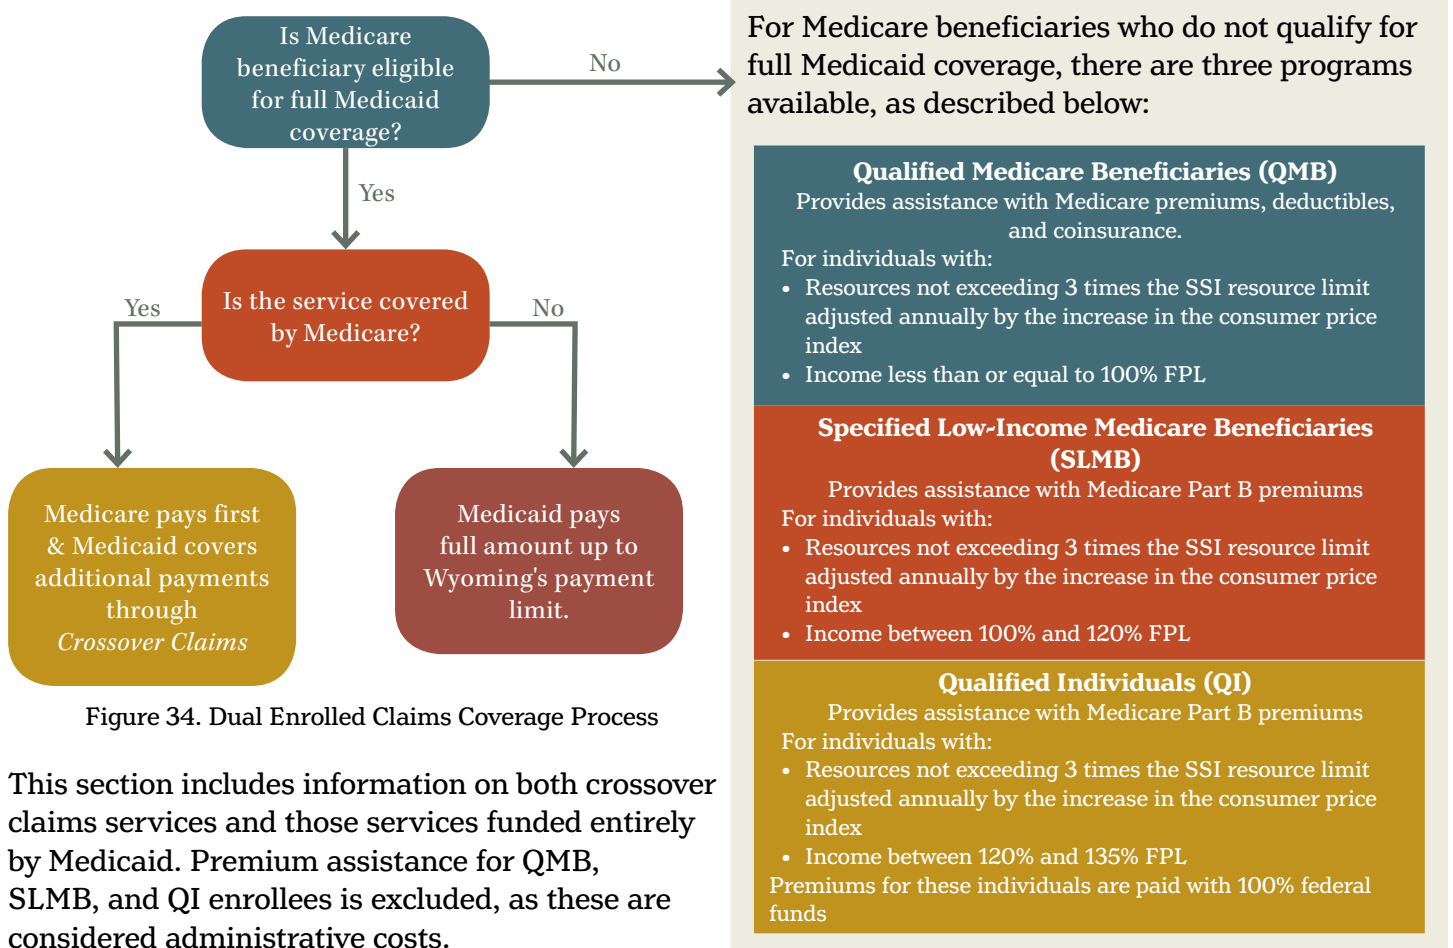 Is Medicare
beneficiary eligible
for full Medicaid
coverage?
No
Yes
Is the service covered
by Medicare?
Yes
No
Medicare pays first
& Medicaid covers
additional payments
through
Crossover Claims
Medicaid pays
full amount up to
Wyoming's payment
limit.
Figure 34. Dual Enrolled Claims Coverage Process
This section includes information on both crossover
claims services and those services funded entirely
by Medicaid. Premium assistance for QMB,
SLMB, and QI enrollees is excluded, as these are
considered administrative costs.
For Medicare beneficiaries who do not qualify for
full Medicaid coverage, there are three programs
available, as described below:
Qualified Medicare Beneficiaries (QMB)
Provides assistance with Medicare premiums, deductibles,
and coinsurance.
For individuals with:
• Resources not exceeding 3 times the SSI resource limit
adjusted annually by the increase in the consumer price
index
• Income less than or equal to 100% FPL
Specified Low-Income Medicare Beneficiaries
(SLMB)
Provides assistance with Medicare Part B premiums
For individuals with:
• Resources not exceeding 3 times the SSI resource limit
adjusted annually by the increase in the consumer price
index
• Income between 100% and 120% FPL
Qualified Individuals (QI)
Provides assistance with Medicare Part B premiums
For individuals with:
• Resources not exceeding 3 times the SSI resource limit
adjusted annually by the increase in the consumer price
index
• Income between 120% and 135% FPL
Premiums for these individuals are paid with 100% federal
funds